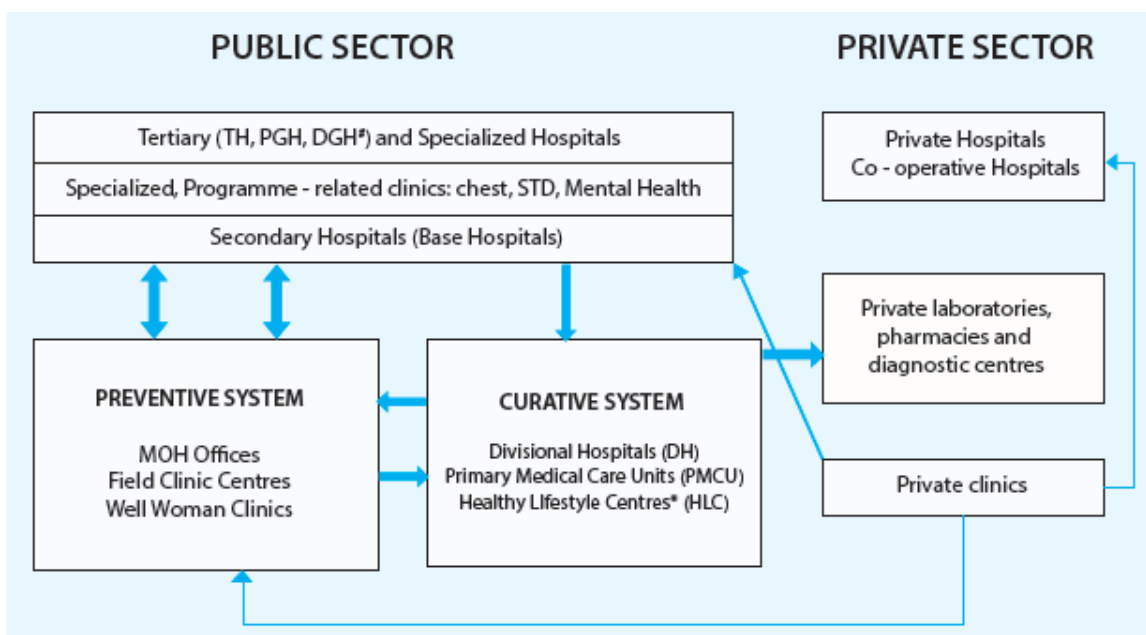 PUBLIC SECTOR
PRIVATE SECTOR
Tertiary (TH, PGH, DGH#) and Specialized Hospitals
Specialized, Programme - related clinics: chest, STD, Mental Health
Secondary Hospitals (Base Hospitals)
Private Hospitals
Co - operative Hospitals
Private laboratories,
pharmacies and
diagnostic centres
PREVENTIVE SYSTEM
MOH Offices
Field Clinic Centres
Well Woman Clinics
CURATIVE SYSTEM
Divisional Hospitals (DH)
Primary Medical Care Units (PMCU)
Healthy Lifestyle Centres* (HLC)
Private clinics